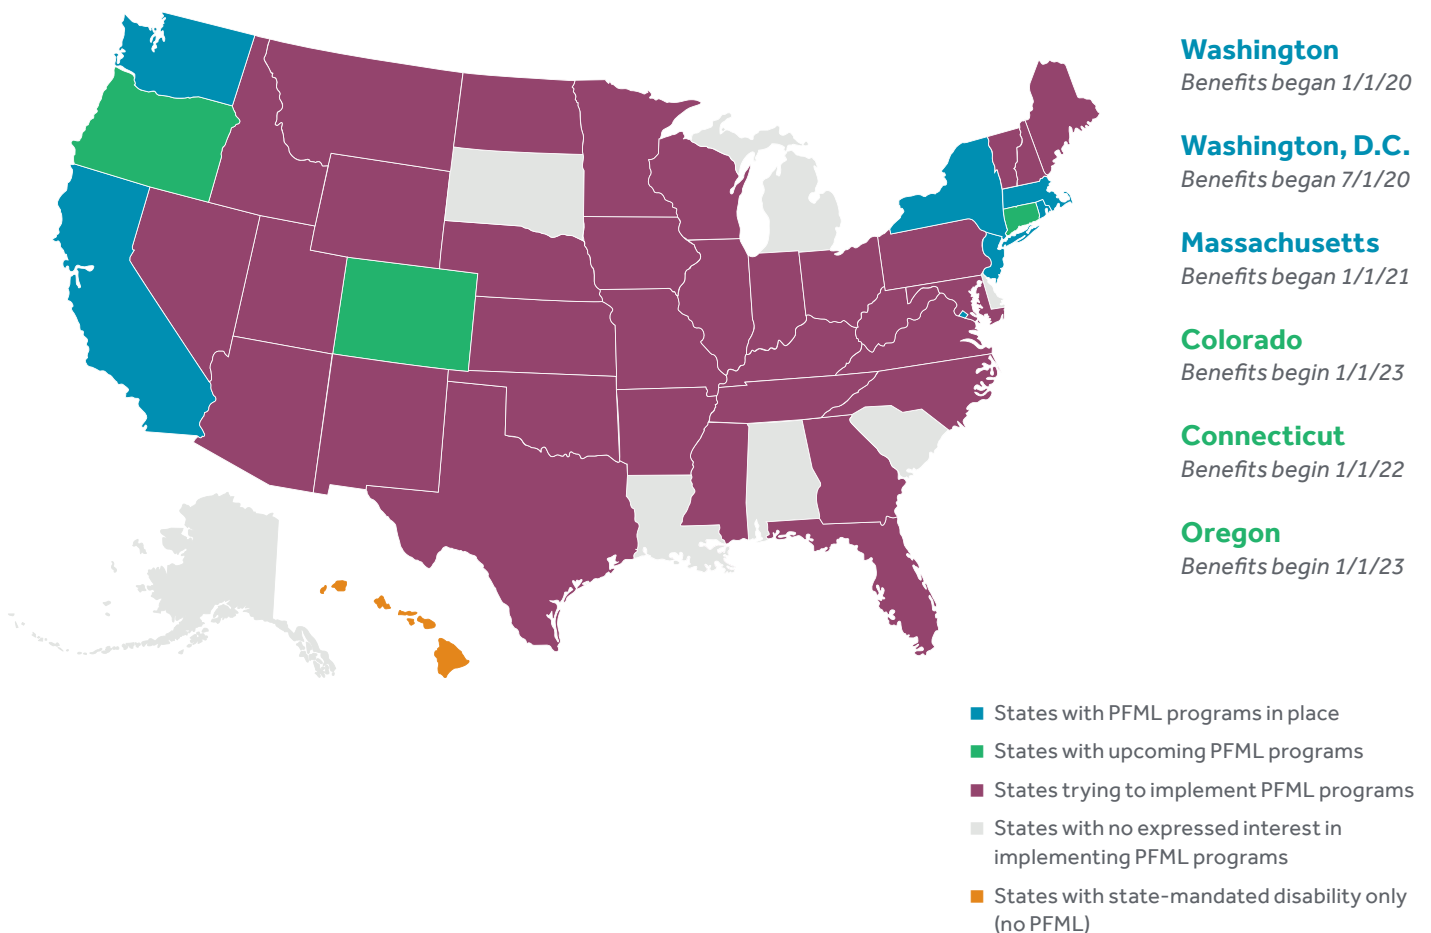 Washington
Benefits began 1/1/20
Washington, D.C.
Benefits began 7/1/20
Massachusetts
Benefits began 1/1/21
Colorado
Benefits begin 1/1/23
Connecticut
Benefits begin 1/1/22
Oregon
Benefits begin 1/1/23
States with PFML programs in place
States with upcoming PFML programs
States trying to implement PFML programs
States with no expressed interest in
implementing PFML programs
States with state-mandated disability only
(no PFML)